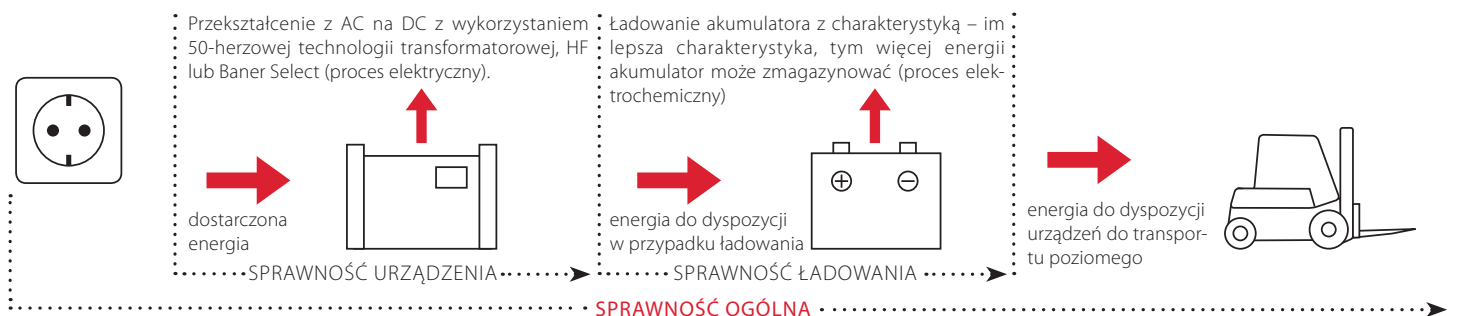 Przekształcenie z AC na DC z wykorzystaniem
50-herzowej technologii transformatorowej, HF
lub Baner Select (proces elektryczny).
Ładowanie akumulatora z charakterystyką – im
lepsza charakterystyka, tym więcej energii
akumulator może zmagazynować (proces elek-
trochemiczny)
dostarczona
energia
energia do dyspozycji
w przypadku ładowania
energia do dyspozycji
urządzeń do transpor-
tu poziomego
SPRAWNOŚĆ URZĄDZENIA
SPRAWNOŚĆ ŁADOWANIA
SPRAWNOŚĆ OGÓLNA